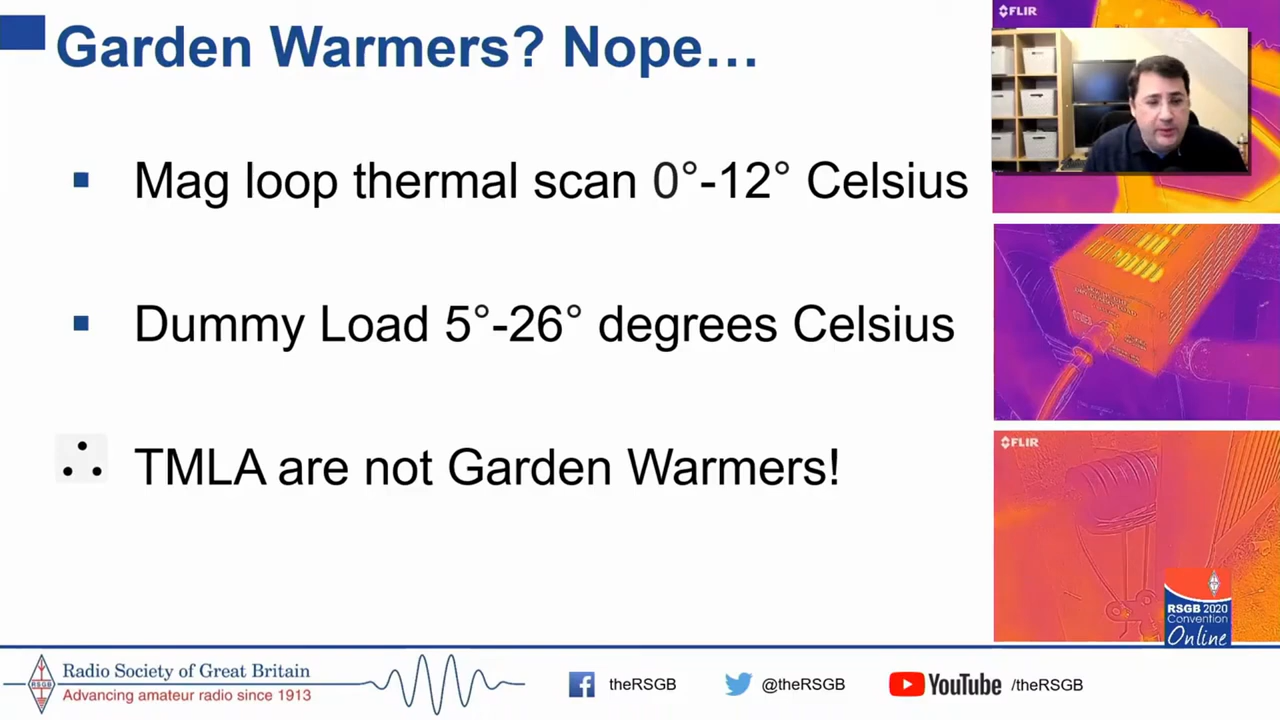 Garden Warmers? Nope…
Mag loop thermal scan 0°-12° Celsius
Dummy Load 5°-26° degrees Celsius
∴ TMLA are not Garden Warmers!
FLIR
FLIR
RSGB 2020
Convention
Online
RSGB
Radio Society of Great Britain
Advancing amateur radio since 1913
theRSGB
@theRSGB
YouTube /theRSGB